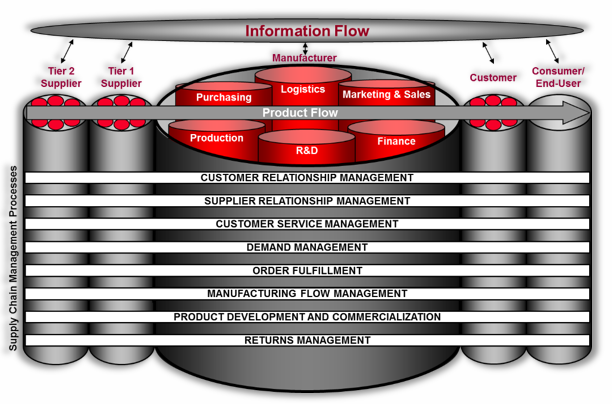 Information Flow
Manufacturer
Tier 2
Supplier
Tier 1
Supplier
Customer
Consumer/
End-User
Purchasing
Logistics
Marketing & Sales
Product Flow
Production
R&D
Finance
Supply Chain Management Processes
CUSTOMER RELATIONSHIP MANAGEMENT
SUPPLIER RELATIONSHIP MANAGEMENT
CUSTOMER SERVICE MANAGEMENT
DEMAND MANAGEMENT
ORDER FULFILLMENT
MANUFACTURING FLOW MANAGEMENT
PRODUCT DEVELOPMENT AND COMMERCIALIZATION
RETURNS MANAGEMENT